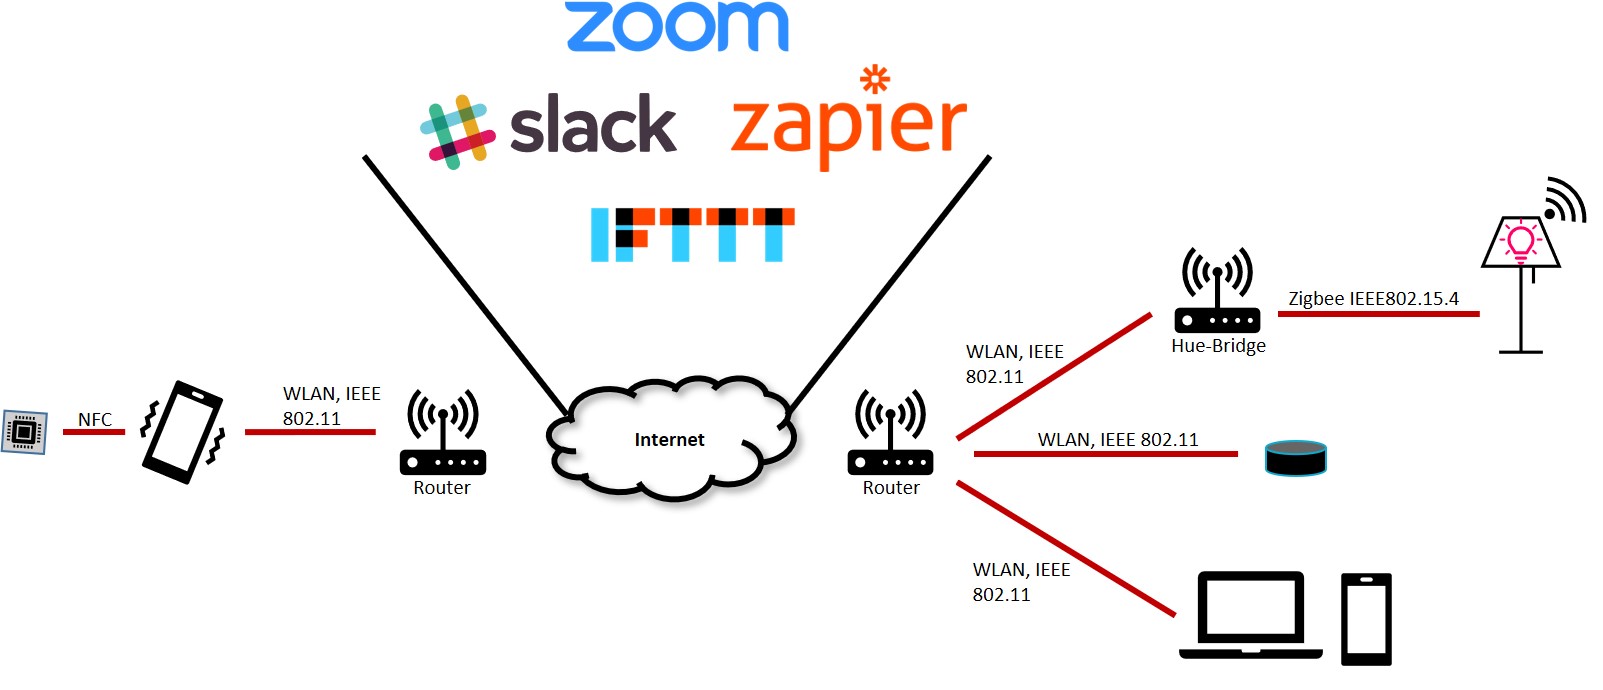 zoom
slack
zapier
IFTTT
Zigbee IEEE802.15.4
Hue-Bridge
WLAN, IEEE
802.11
WLAN, IEEE
802.11
NFC
Internet
WLAN, IEEE 802.11
Router
Router
WLAN, IEEE
802.11